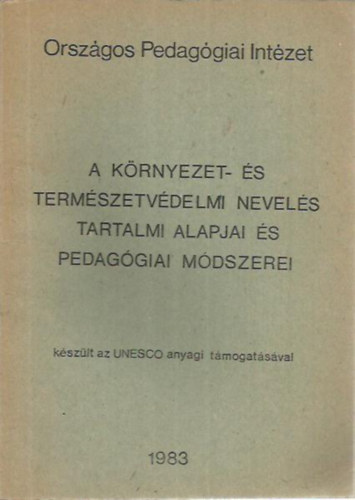 Országos Pedagógiai Intézet
A KÖRNYEZET- ÉS
TERMÉSZETVÉDELMI NEVELÉS
TARTALMI ALAPJAI ÉS
PEDAGÓGIAI MÓDSZEREI
készült az UNESCO anyagi támogatásával
1983